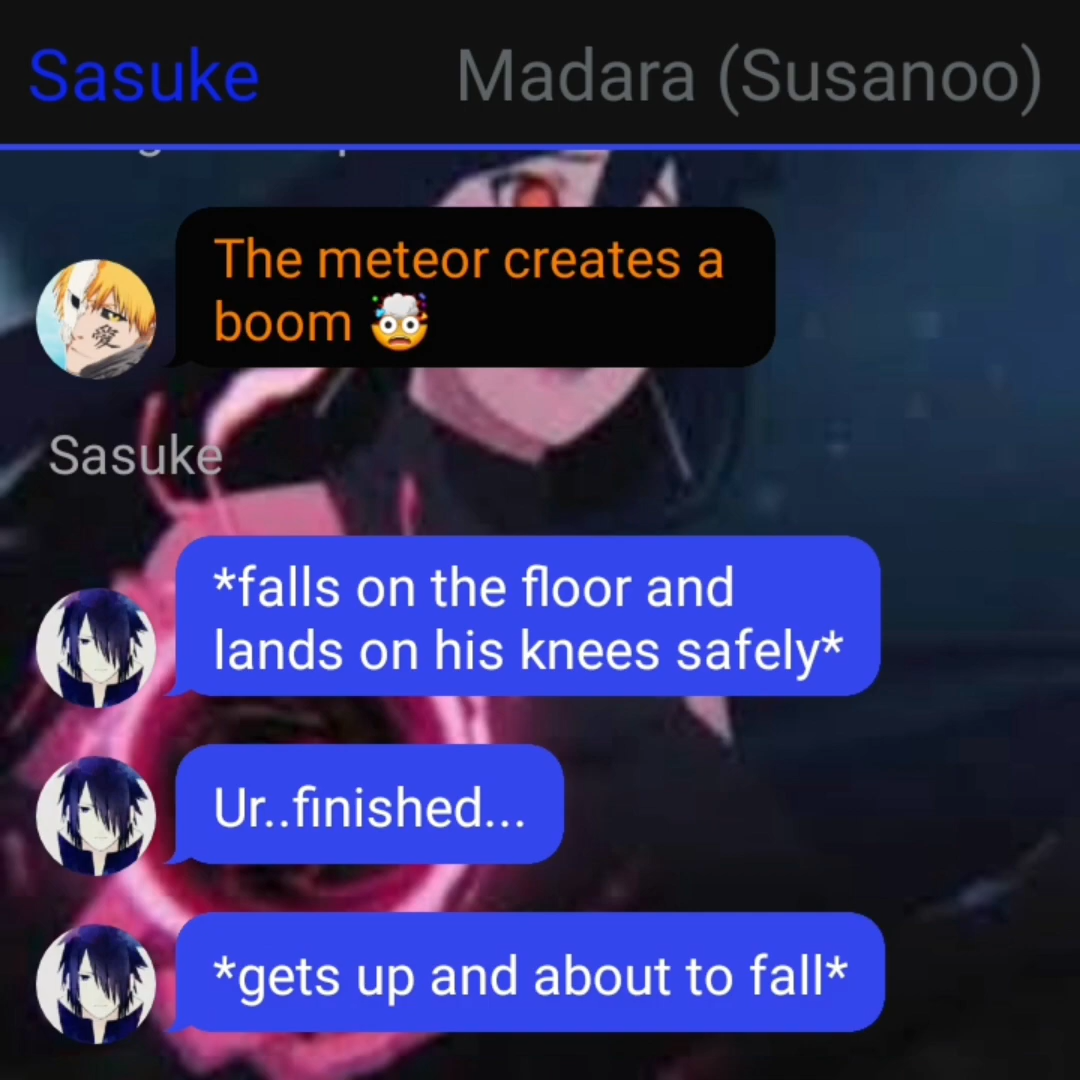 Sasuke Madara (Susanoo)
The meteor creates a
boom 🤯
Sasuke
*falls on the floor and
lands on his knees safely*
Ur..finished...
*gets up and about to fall*